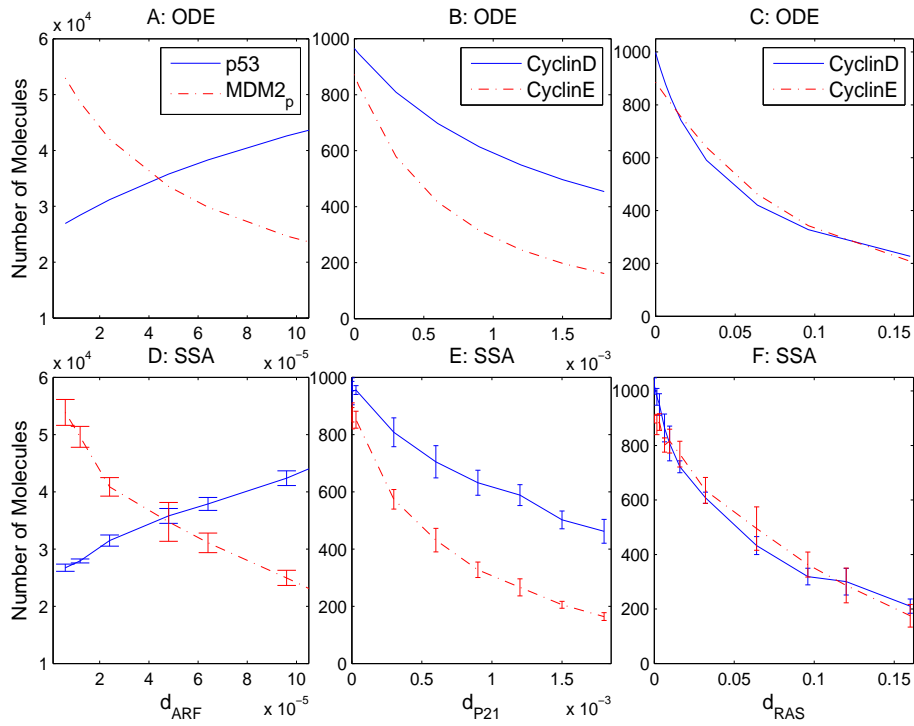 A: ODE
x 10⁴
Number of Molecules
6
5
4
3
2
1
p53
MDM2ₚ
2
4
6
8
10
x 10⁻⁵
B: ODE
1000
800
600
400
200
0
CyclinD
CyclinE
0
0.5
1
1.5
x 10⁻³
C: ODE
1000
800
600
400
200
0
CyclinD
CyclinE
0
0.05
0.1
0.15
D: SSA
x 10⁴
Number of Molecules
6
5
4
3
2
1
2
4
6
8
10
d_ARF
x 10⁻⁵
E: SSA
1000
800
600
400
200
0
0
0.5
1
1.5
d_P21
x 10⁻³
F: SSA
1000
800
600
400
200
0
0
0.05
0.1
0.15
d_RAS